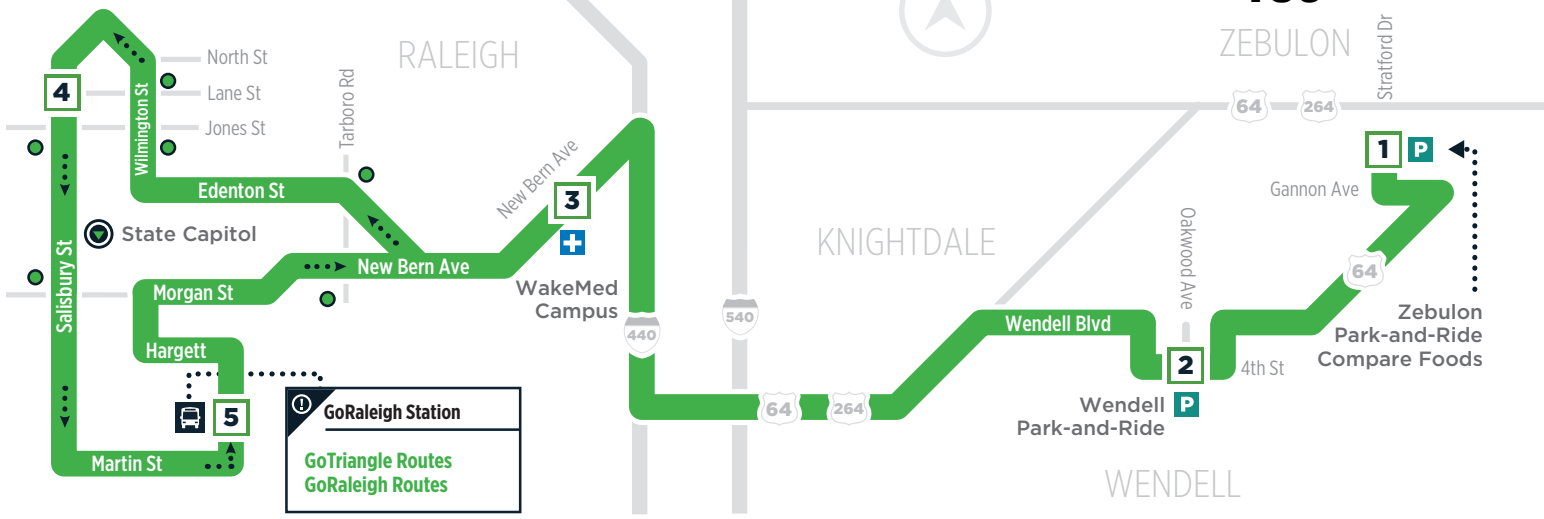 ZEBULON
Stratford Dr
RALEIGH
North St
Lane St
Jones St
4
Wilmington St
Tarboro Rd
64
264
1
P
Gannon Ave
Edenton St
New Bern Ave
3
State Capitol
Salisbury St
KNIGHTDALE
Oakwood Ave
New Bern Ave
64
Morgan St
WakeMed
Campus
540
440
Zebulon
Park-and-Ride
Compare Foods
Wendell Blvd
Hargett
2
4th St
5
GoRaleigh Station
GoTriangle Routes
GoRaleigh Routes
64
264
Wendell
Park-and-Ride
P
Martin St
WENDELL